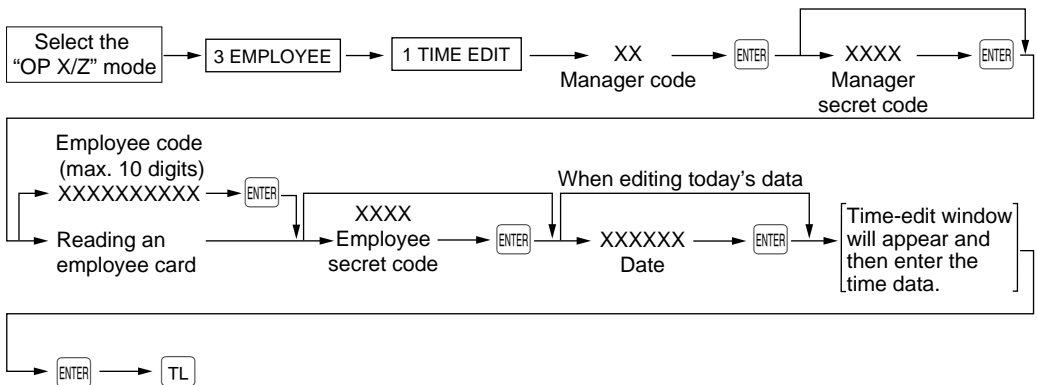 Select the
“OP X/Z” mode
3 EMPLOYEE
1 TIME EDIT
XX
Manager code
ENTER
XXXX
Manager
secret code
ENTER
Employee code
(max. 10 digits)
XXXXXXXXXX
ENTER
Reading an
employee card
XXXX
Employee
secret code
ENTER
When editing today’s data
XXXXXX
Date
ENTER
Time-edit window
will appear and
then enter the
time data.
ENTER
TL